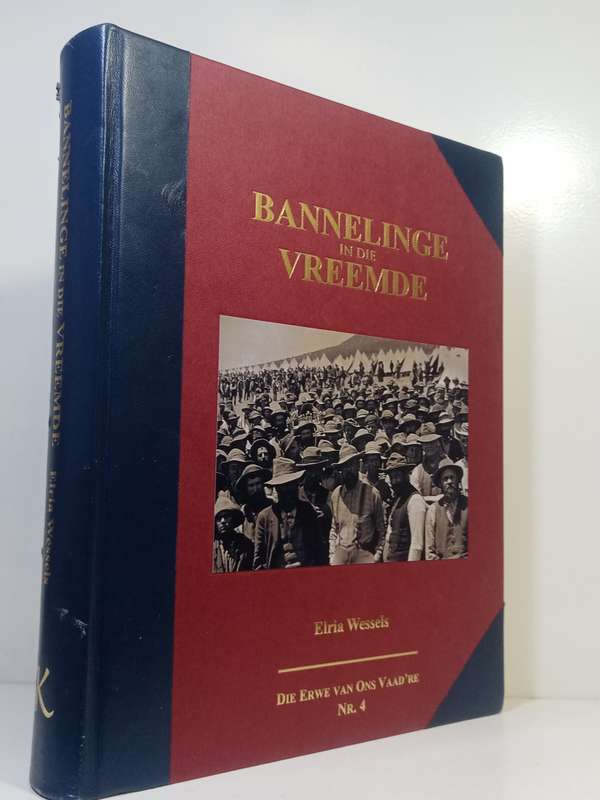 BANNELINGE
IN DIE
VREEMDE
Elria Wessels
DIE ERWE VAN ONS VAAD'RE
NR. 4
BANNELINGE IN DIE VREEMDE Elria Wessels
K